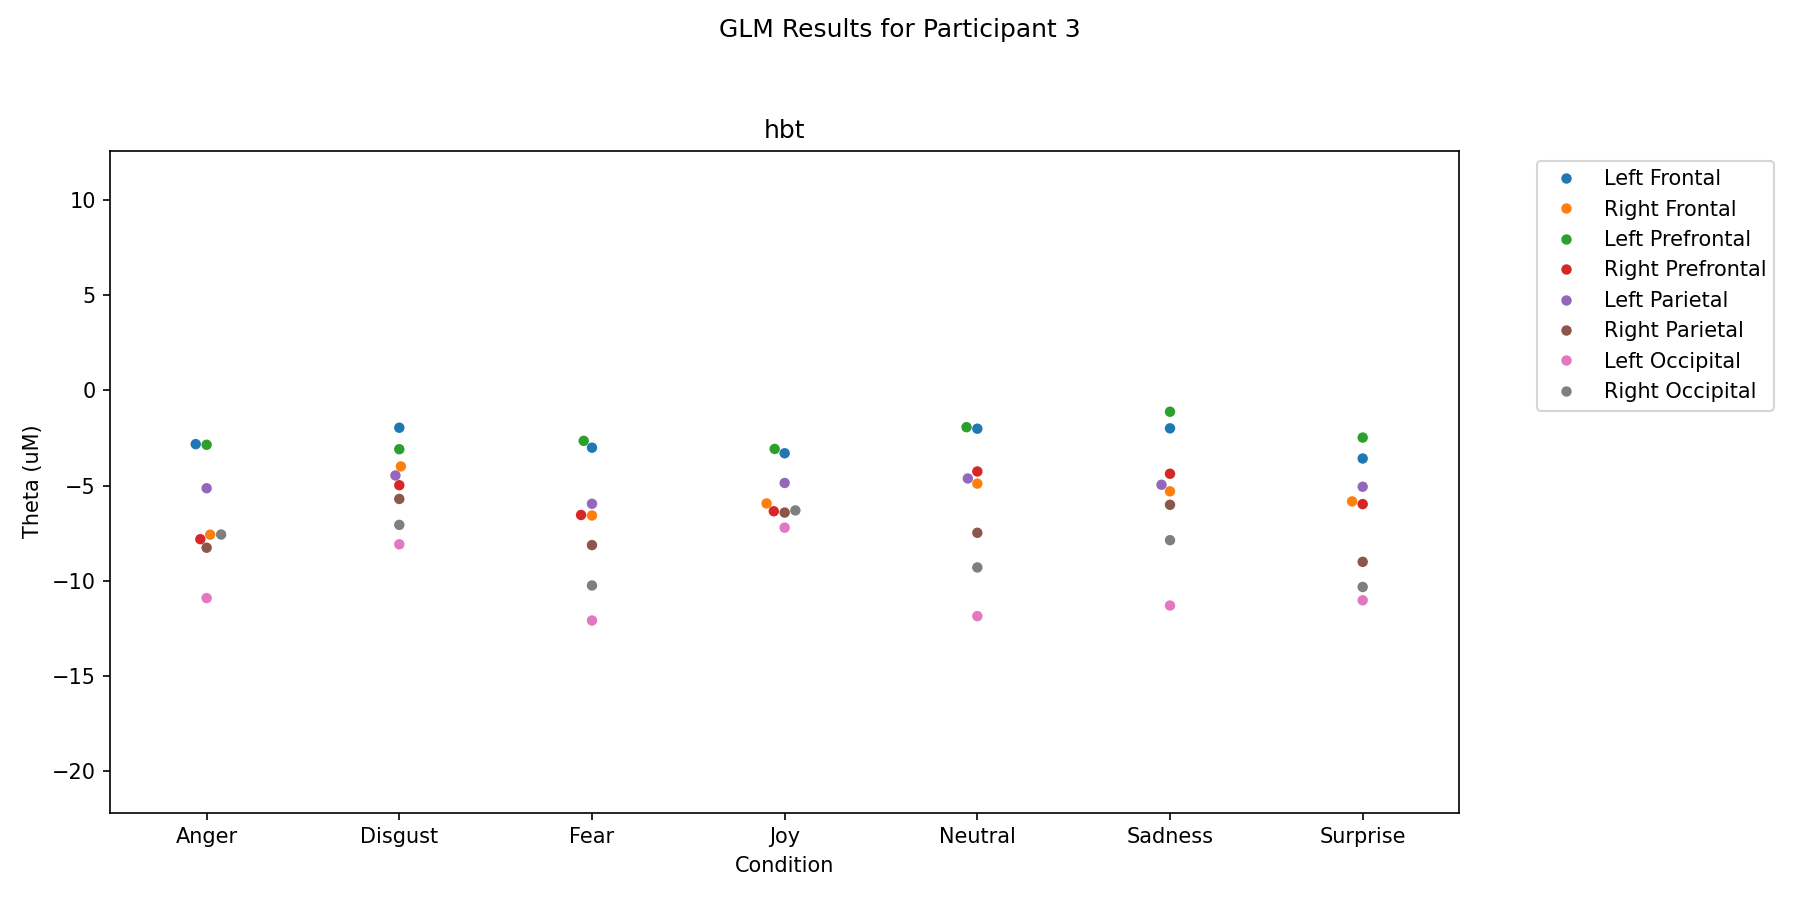 GLM Results for Participant 3
hbt
10
5
0
−5
−10
−15
−20
Theta (uM)
Anger
Disgust
Fear
Joy
Neutral
Sadness
Surprise
Condition
Left Frontal
Right Frontal
Left Prefrontal
Right Prefrontal
Left Parietal
Right Parietal
Left Occipital
Right Occipital